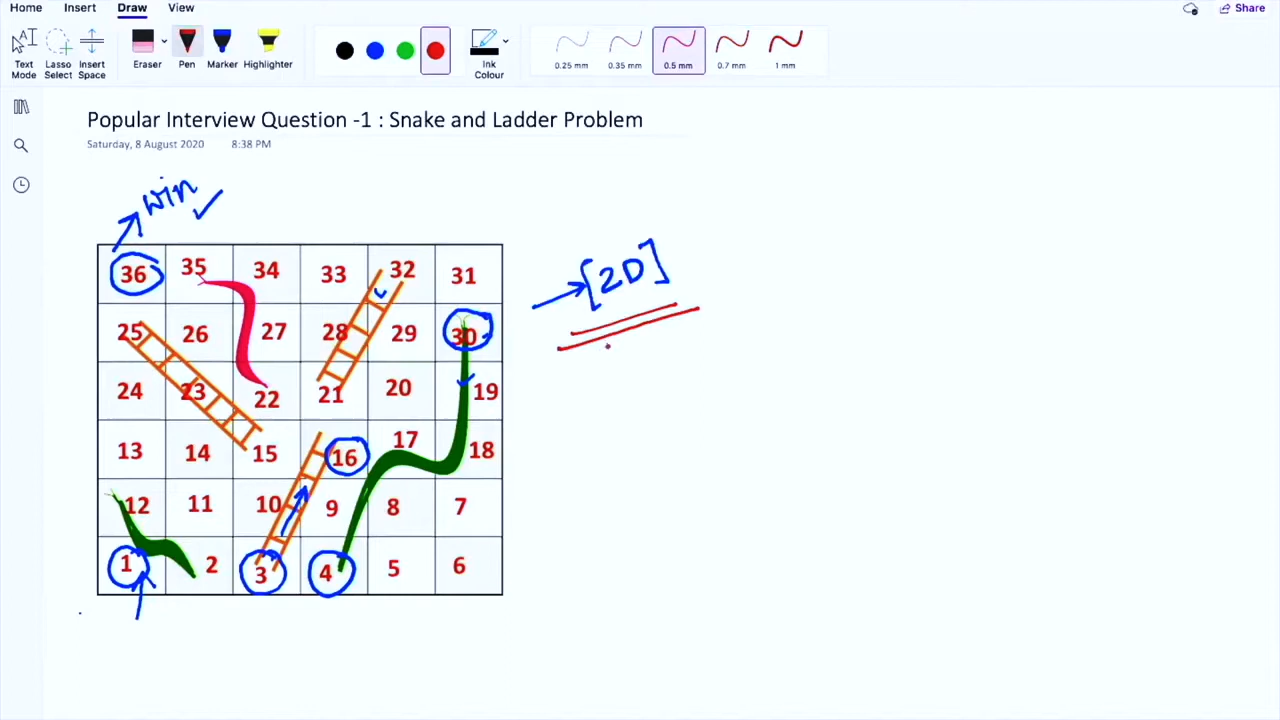 Home Insert Draw View
Share
Text Mode Lasso Select Insert Space Eraser Pen Marker Highlighter Ink Colour 0.25 mm 0.35 mm 0.5 mm 0.7 mm 1 mm
Popular Interview Question -1 : Snake and Ladder Problem
Saturday, 8 August 2020 8:38 PM
win
[2D]
36 35 34 33 32 31
25 26 27 28 29 30
24 23 22 21 20 19
13 14 15 16 17 18
12 11 10 9 8 7
1 2 3 4 5 6